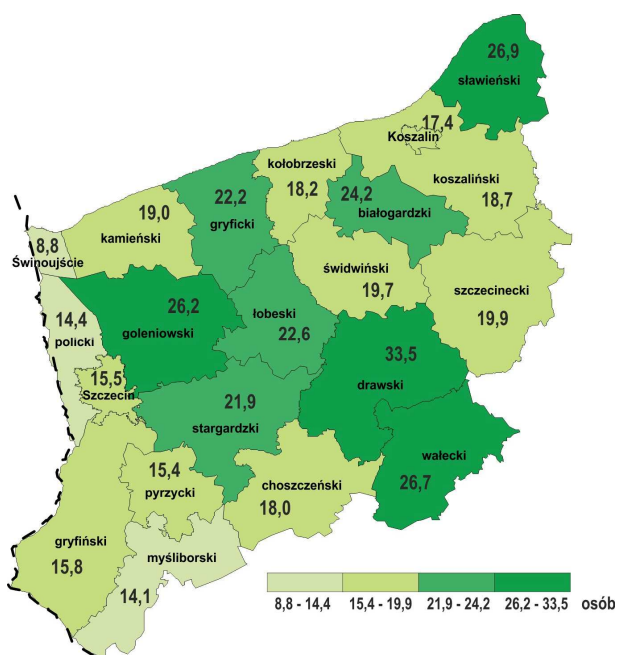 26,9
sławieński
17,4
Koszalin
kołobrzeski
18,2
22,2
gryficki
24,2
białogardzki
koszaliński
18,7
19,0
kamieński
8,8
Świnoujście
świdwiński
19,7
szczecinecki
19,9
26,2
goleniowski
łobeski
22,6
14,4
policki
33,5
drawski
15,5
Szczecin
21,9
stargardzki
wałecki
26,7
15,4
pyrzycki
choszczeński
18,0
gryfiński
15,8
myśliborski
14,1
8,8 - 14,4 15,4 - 19,9 21,9 - 24,2 26,2 - 33,5 osób